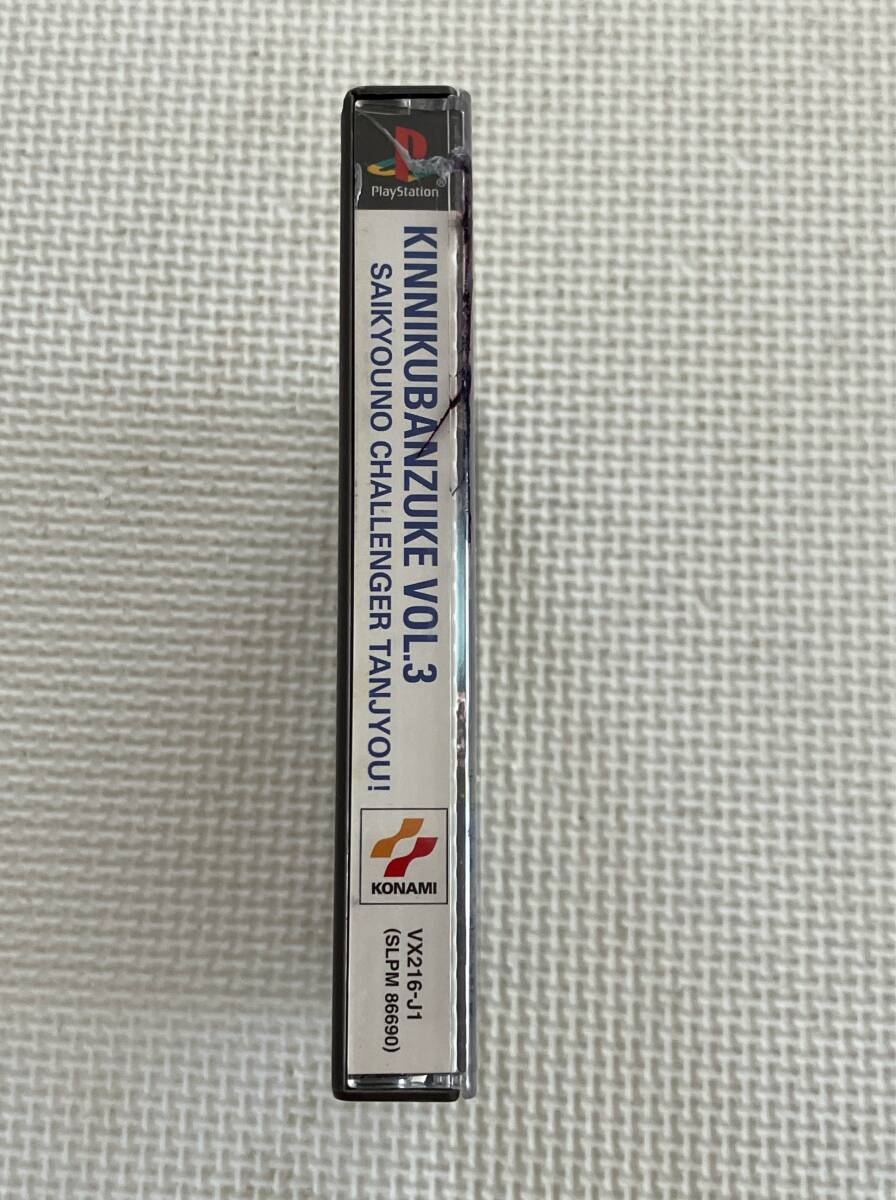 PlayStation®
KINNIKUBANZUKE VOL.3
SAIKYOUNO CHALLENGER TANJYOU!
KONAMI
VX216-J1
(SLPM 86690)